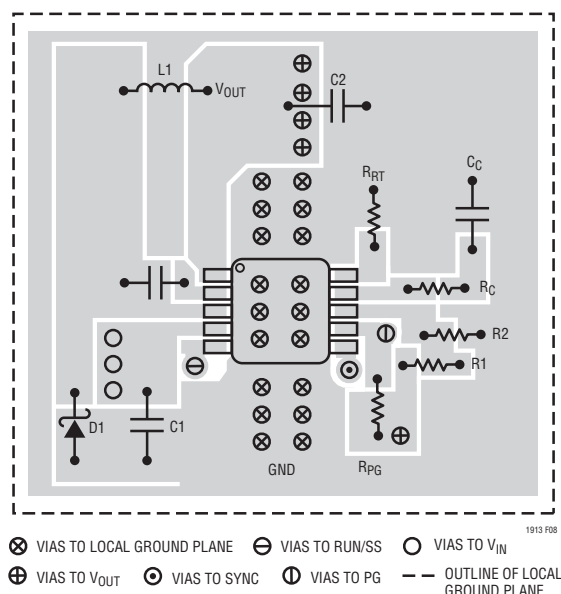 L1
VOUT
C2
RRT
CC
RC
R2
R1
D1
C1
GND
RPG
1913 F08
VIAS TO LOCAL GROUND PLANE
VIAS TO RUN/SS
VIAS TO VIN
VIAS TO VOUT
VIAS TO SYNC
VIAS TO PG
OUTLINE OF LOCAL
GROUND PLANE